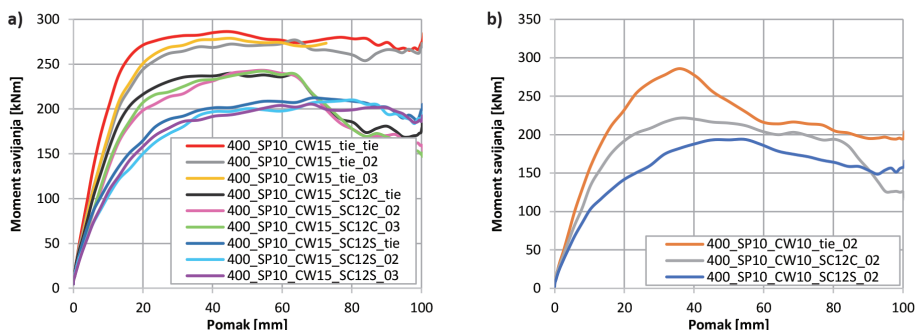 a)
Moment savijanja [kNm]
300
250
200
150
100
50
0
400_SP10_CW15_tie_tie
400_SP10_CW15_tie_02
400_SP10_CW15_tie_03
400_SP10_CW15_SC12C_tie
400_SP10_CW15_SC12C_02
400_SP10_CW15_SC12C_03
400_SP10_CW15_SC12S_tie
400_SP10_CW15_SC12S_02
400_SP10_CW15_SC12S_03
0 20 40 60 80 100
Pomak [mm]
b)
Moment savijanja [kNm]
350
300
250
200
150
100
50
0
400_SP10_CW10_tie_02
400_SP10_CW10_SC12C_02
400_SP10_CW10_SC12S_02
0 20 40 60 80 100
Pomak [mm]